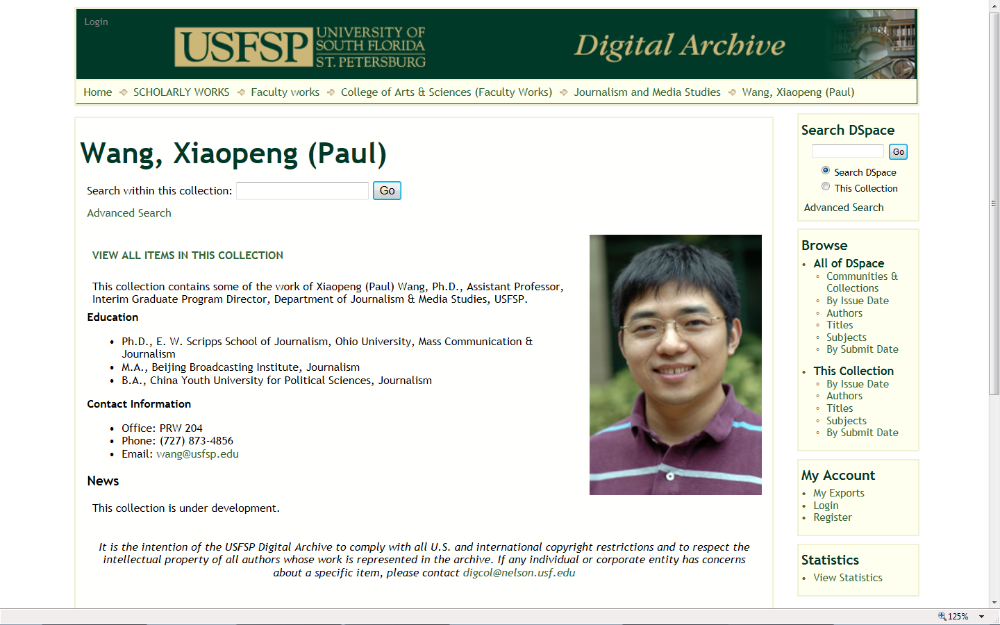 Login
USFSP UNIVERSITY OF
SOUTH FLORIDA
ST. PETERSBURG
Digital Archive
Home SCHOLARLY WORKS Faculty works College of Arts & Sciences (Faculty Works) Journalism and Media Studies Wang, Xiaopeng (Paul)
Wang, Xiaopeng (Paul)
Search within this collection: Go
Advanced Search
VIEW ALL ITEMS IN THIS COLLECTION
This collection contains some of the work of Xiaopeng (Paul) Wang, Ph.D., Assistant Professor,
Interim Graduate Program Director, Department of Journalism & Media Studies, USFSP.
Education
• Ph.D., E. W. Scripps School of Journalism, Ohio University, Mass Communication &
Journalism
• M.A., Beijing Broadcasting Institute, Journalism
• B.A., China Youth University for Political Sciences, Journalism
Contact Information
• Office: PRW 204
• Phone: (727) 873-4856
• Email: wang@usfsp.edu
News
This collection is under development.
It is the intention of the USFSP Digital Archive to comply with all U.S. and international copyright restrictions and to respect the
intellectual property of all authors whose work is represented in the archive. If any individual or corporate entity has concerns
about a specific item, please contact digcol@nelson.usf.edu
Search DSpace
Go
Search DSpace
This Collection
Advanced Search
Browse
• All of DSpace
◦ Communities &
Collections
◦ By Issue Date
◦ Authors
◦ Titles
◦ Subjects
◦ By Submit Date
• This Collection
◦ By Issue Date
◦ Authors
◦ Titles
◦ Subjects
◦ By Submit Date
My Account
• My Exports
• Login
• Register
Statistics
• View Statistics
125%